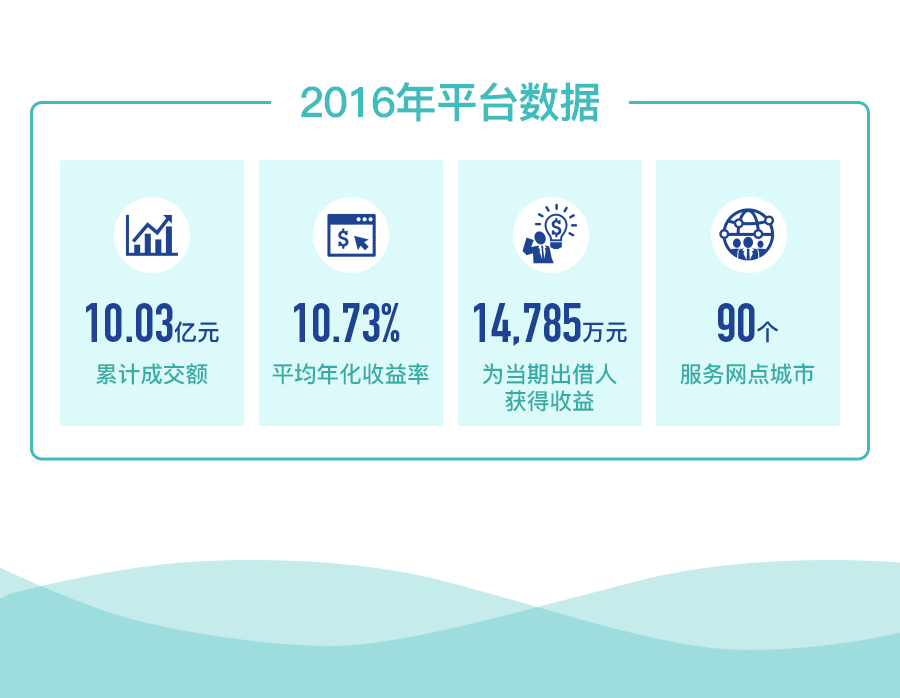 2016年平台数据
10.03亿元
累计成交额
10.73%
平均年化收益率
14,785万元
为当期出借人
获得收益
90个
服务网点城市